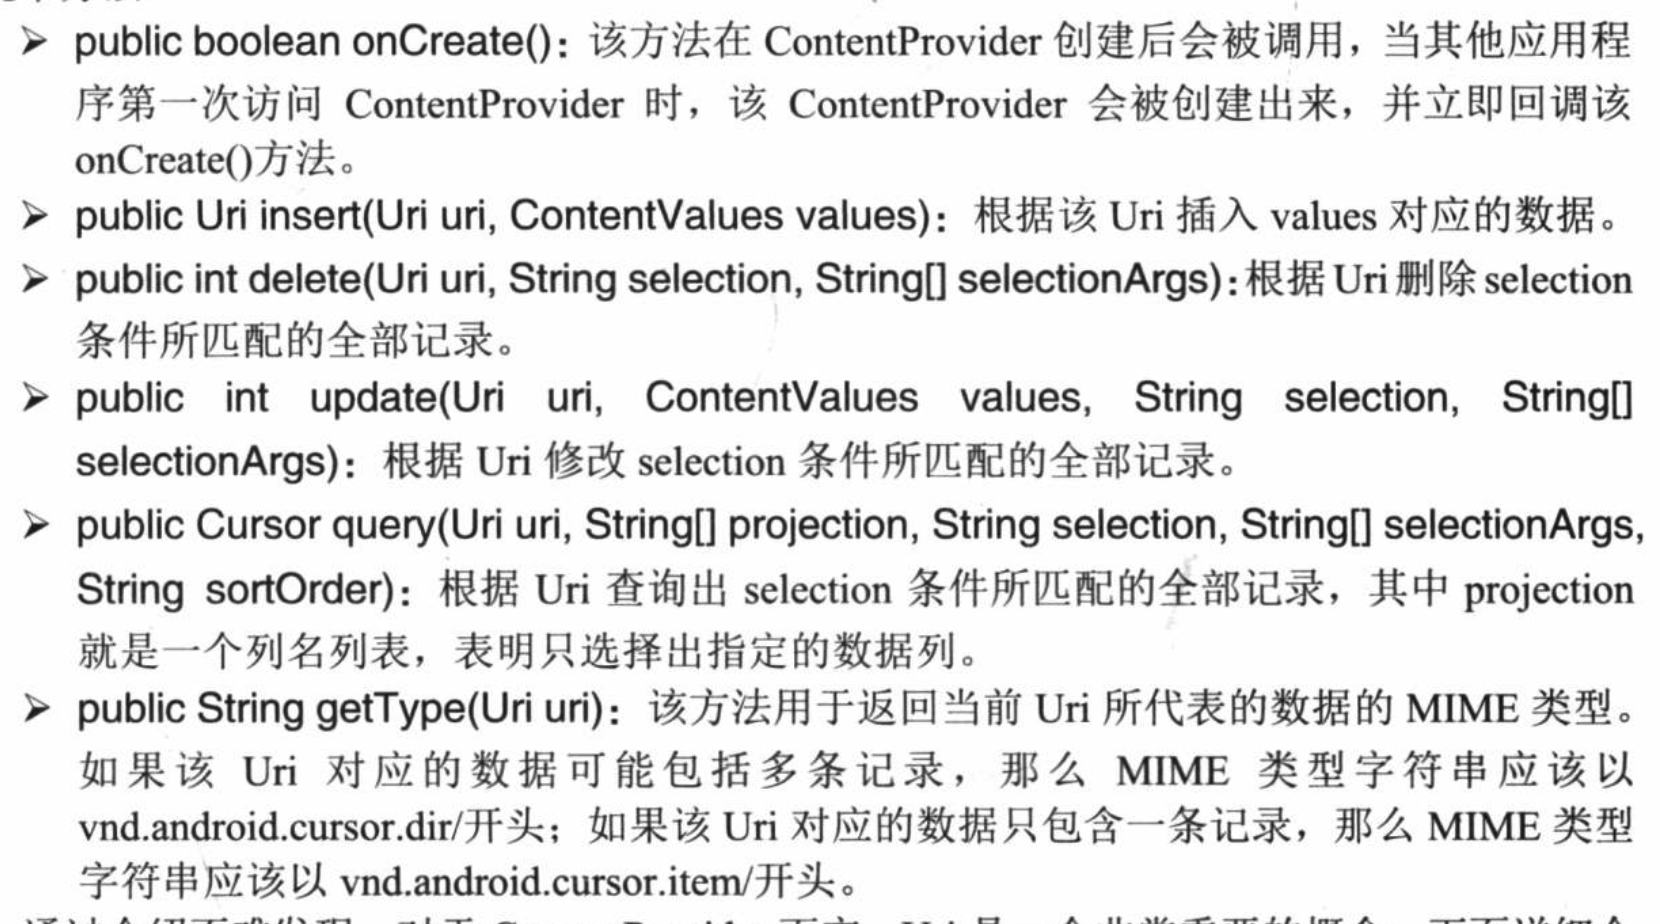 ➢ public boolean onCreate()：该方法在 ContentProvider 创建后会被调用，当其他应用程
序第一次访问 ContentProvider 时，该 ContentProvider 会被创建出来，并立即回调该
onCreate()方法。
➢ public Uri insert(Uri uri, ContentValues values)：根据该 Uri 插入 values 对应的数据。
➢ public int delete(Uri uri, String selection, String[] selectionArgs)：根据 Uri 删除 selection
条件所匹配的全部记录。
➢ public int update(Uri uri, ContentValues values, String selection, String[]
selectionArgs)：根据 Uri 修改 selection 条件所匹配的全部记录。
➢ public Cursor query(Uri uri, String[] projection, String selection, String[] selectionArgs,
String sortOrder)：根据 Uri 查询出 selection 条件所匹配的全部记录，其中 projection
就是一个列名列表，表明只选择出指定的数据列。
➢ public String getType(Uri uri)：该方法用于返回当前 Uri 所代表的数据的 MIME 类型。
如果该 Uri 对应的数据可能包括多条记录，那么 MIME 类型字符串应该以
vnd.android.cursor.dir/开头；如果该 Uri 对应的数据只包含一条记录，那么 MIME 类型
字符串应该以 vnd.android.cursor.item/开头。